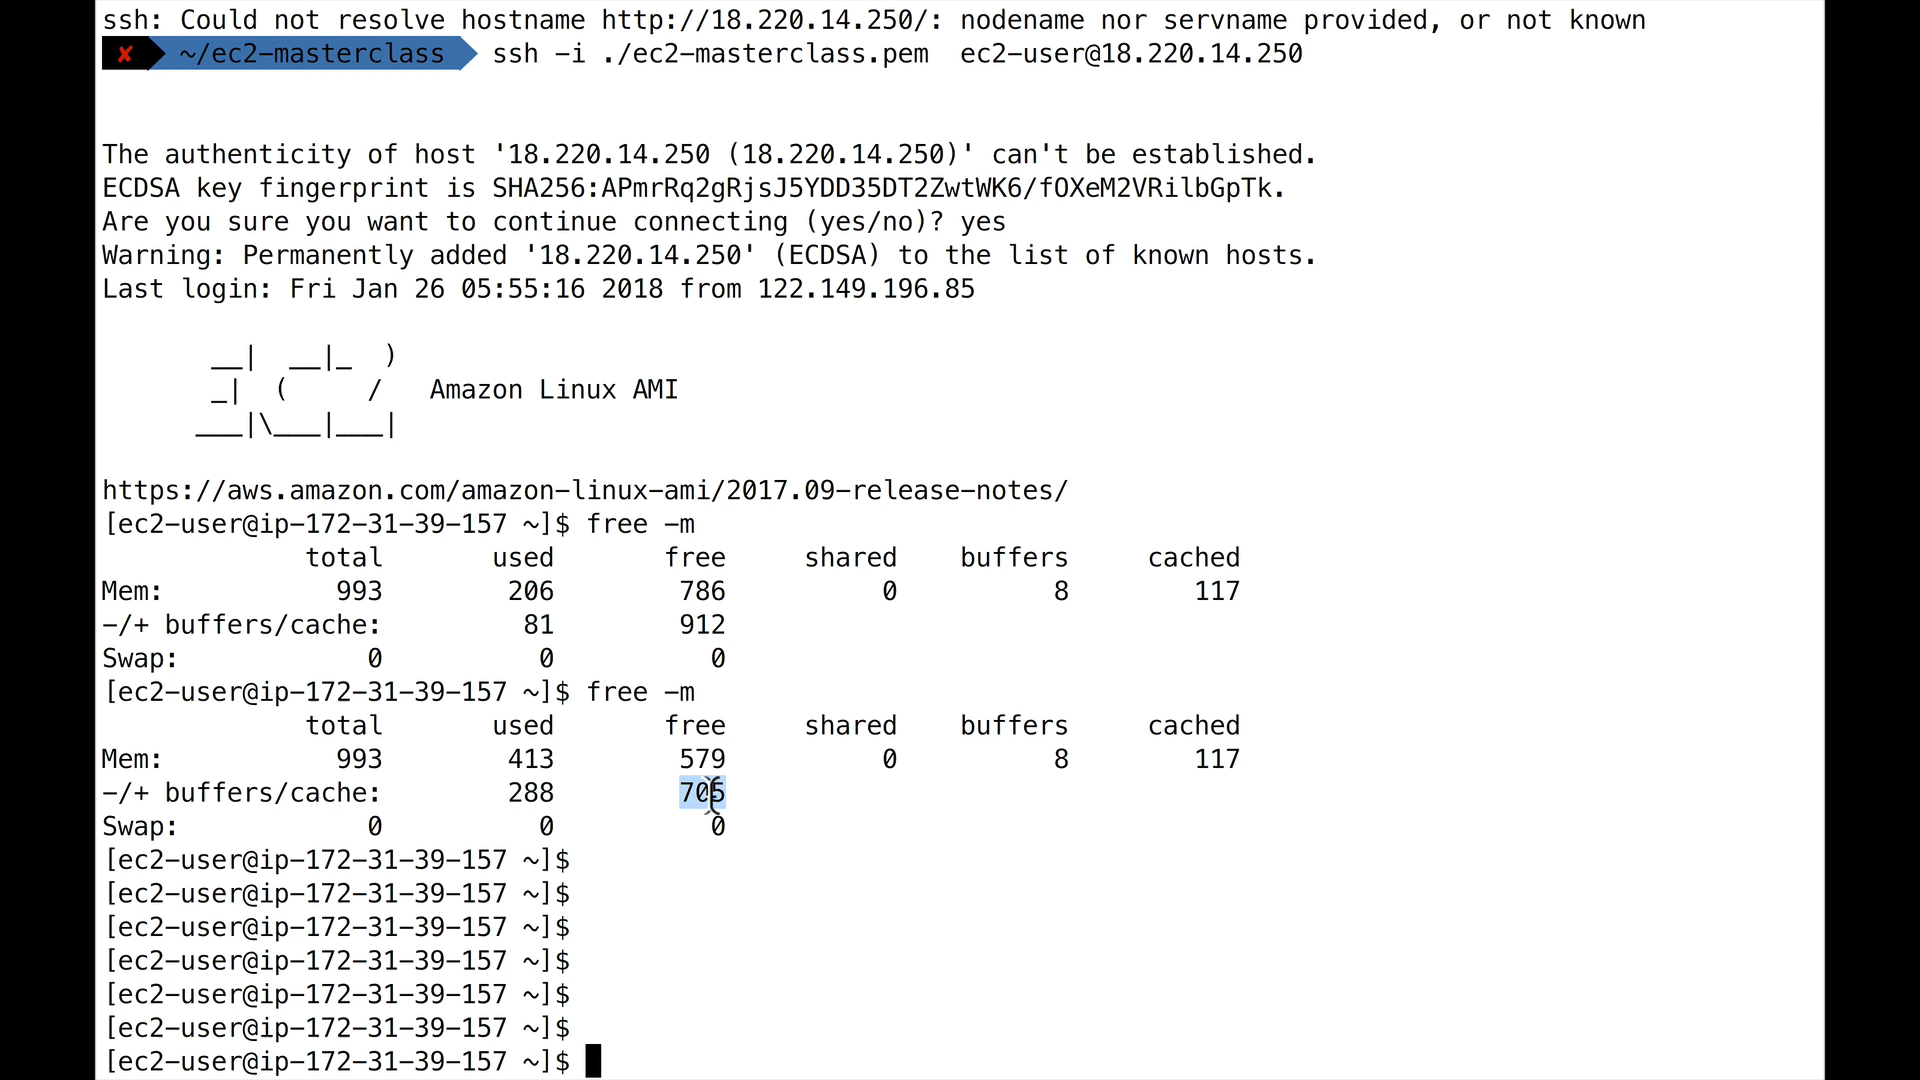 ssh: Could not resolve hostname http://18.220.14.250/: nodename nor servname provided, or not known
✘ ~/ec2-masterclass ssh -i ./ec2-masterclass.pem  ec2-user@18.220.14.250
The authenticity of host '18.220.14.250 (18.220.14.250)' can't be established.
ECDSA key fingerprint is SHA256:APmrRq2gRjsJ5YDD35DT2ZwtWK6/fOXeM2VRilbGpTk.
Are you sure you want to continue connecting (yes/no)? yes
Warning: Permanently added '18.220.14.250' (ECDSA) to the list of known hosts.
Last login: Fri Jan 26 05:55:16 2018 from 122.149.196.85
       __|  __|_  )
       _|  (     /   Amazon Linux AMI
      ___|\___|___|
https://aws.amazon.com/amazon-linux-ami/2017.09-release-notes/
[ec2-user@ip-172-31-39-157 ~]$ free -m
             total       used       free     shared    buffers     cached
Mem:           993        206        786          0          8        117
-/+ buffers/cache:         81        912
Swap:            0          0          0
[ec2-user@ip-172-31-39-157 ~]$ free -m
             total       used       free     shared    buffers     cached
Mem:           993        413        579          0          8        117
-/+ buffers/cache:        288        705
Swap:            0          0          0
[ec2-user@ip-172-31-39-157 ~]$
[ec2-user@ip-172-31-39-157 ~]$
[ec2-user@ip-172-31-39-157 ~]$
[ec2-user@ip-172-31-39-157 ~]$
[ec2-user@ip-172-31-39-157 ~]$
[ec2-user@ip-172-31-39-157 ~]$
[ec2-user@ip-172-31-39-157 ~]$